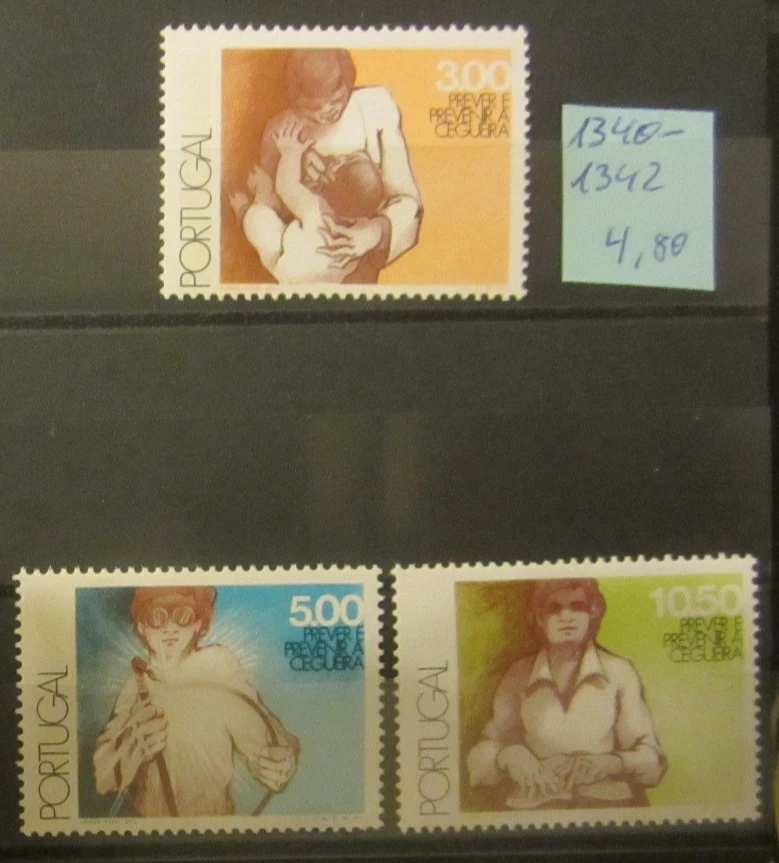 3.00
PREVER E
PREVENIR A
CEGUEIRA
PORTUGAL
1340-
1342
4,80
5.00
PREVER E
PREVENIR A
CEGUEIRA
PORTUGAL
10.50
PREVER E
PREVENIR A
CEGUEIRA
PORTUGAL